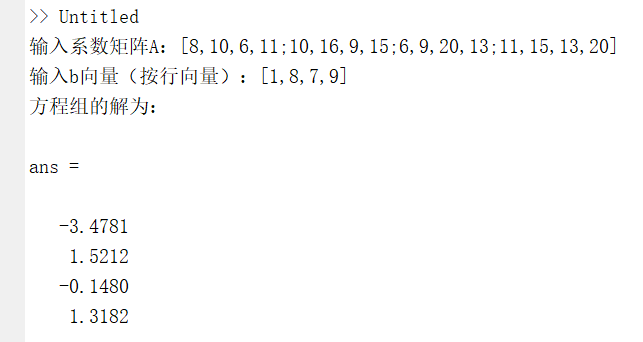 >> Untitled
输入系数矩阵A：[8,10,6,11;10,16,9,15;6,9,20,13;11,15,13,20]
输入b向量（按行向量）：[1,8,7,9]
方程组的解为：
ans =
-3.4781
1.5212
-0.1480
1.3182